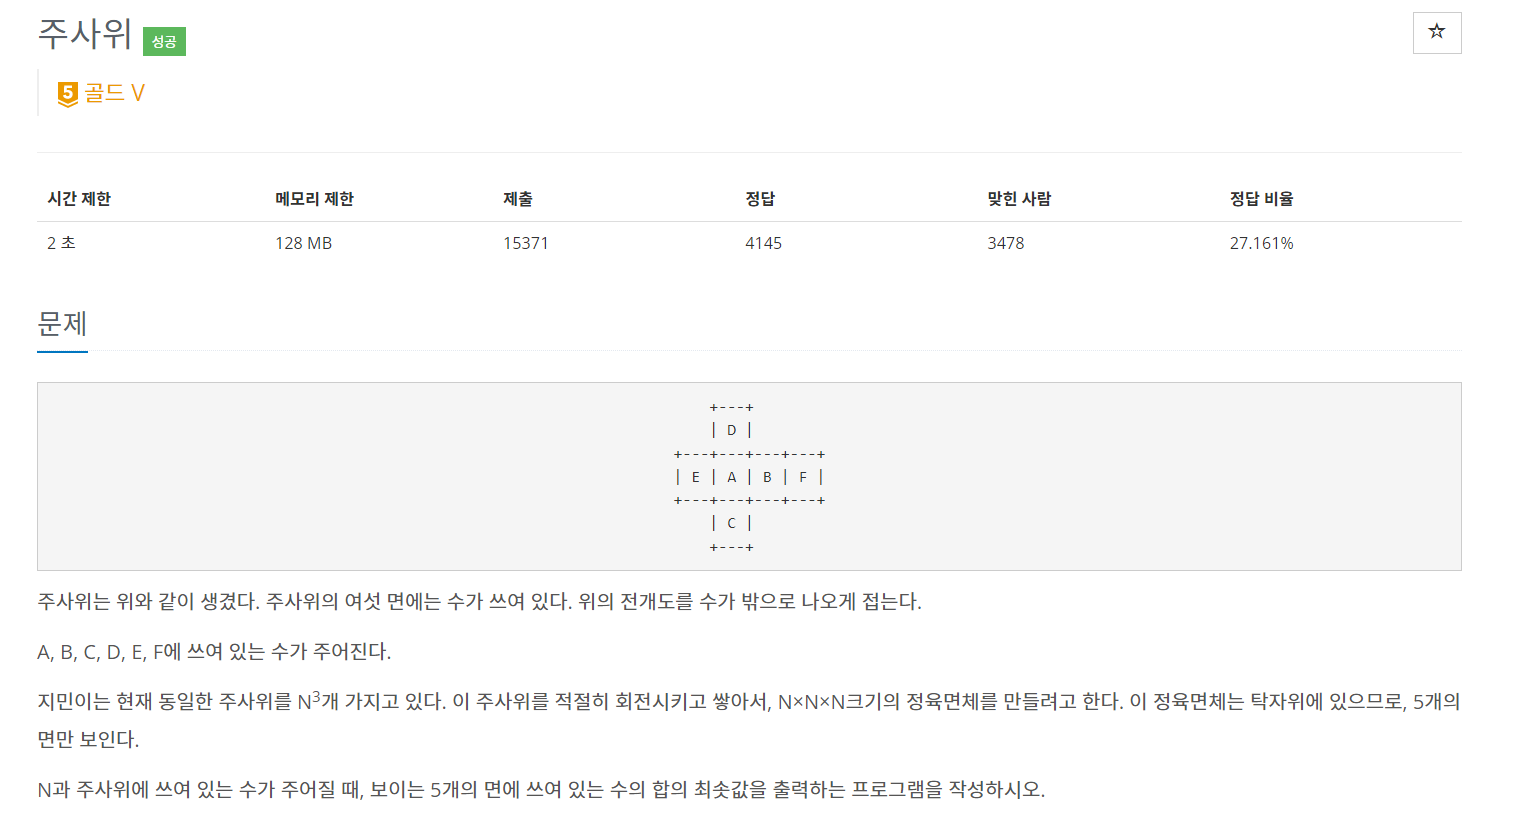 주사위 성공
☆
5 골드 V
시간 제한 메모리 제한 제출 정답 맞힌 사람 정답 비율
2 초 128 MB 15371 4145 3478 27.161%
문제
    +---+
    | D |
+---+---+---+---+
| E | A | B | F |
+---+---+---+---+
    | C |
    +---+
주사위는 위와 같이 생겼다. 주사위의 여섯 면에는 수가 쓰여 있다. 위의 전개도를 수가 밖으로 나오게 접는다.
A, B, C, D, E, F에 쓰여 있는 수가 주어진다.
지민이는 현재 동일한 주사위를 N³개 가지고 있다. 이 주사위를 적절히 회전시키고 쌓아서, N×N×N크기의 정육면체를 만들려고 한다. 이 정육면체는 탁자위에 있으므로, 5개의
면만 보인다.
N과 주사위에 쓰여 있는 수가 주어질 때, 보이는 5개의 면에 쓰여 있는 수의 합의 최솟값을 출력하는 프로그램을 작성하시오.